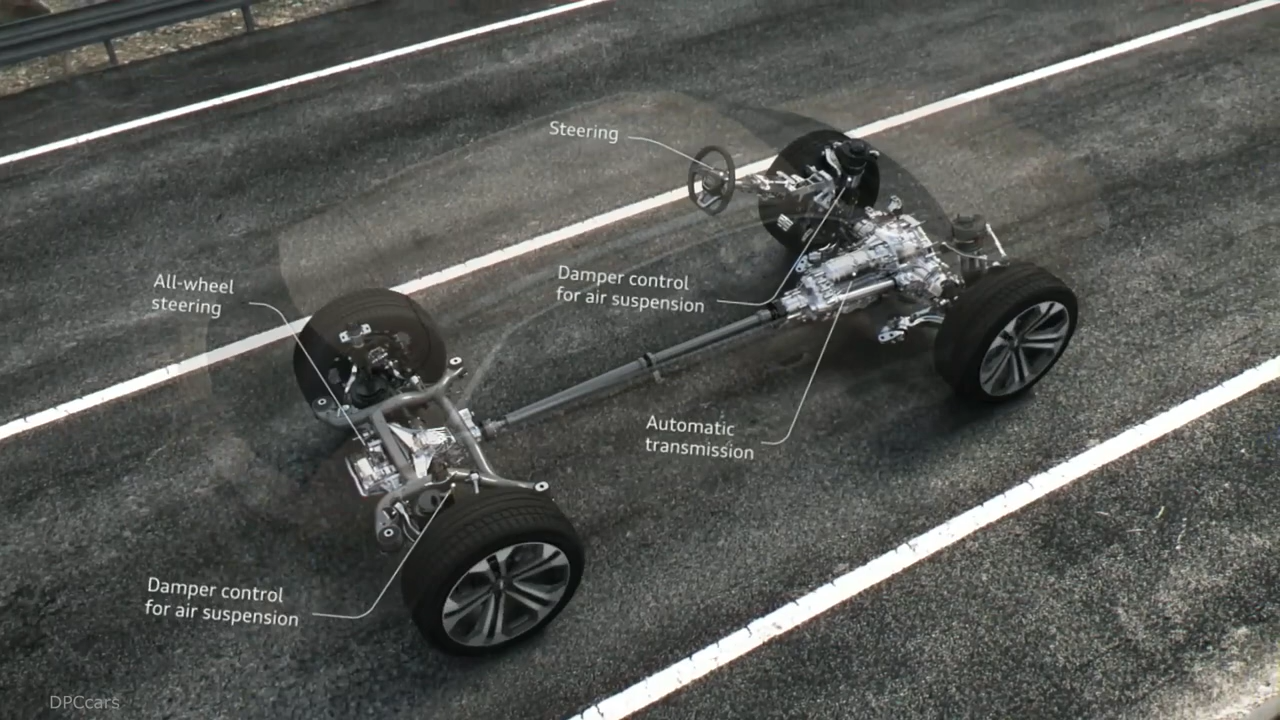 Steering
Damper control
for air suspension
All-wheel
steering
Automatic
transmission
Damper control
for air suspension
DPCcars